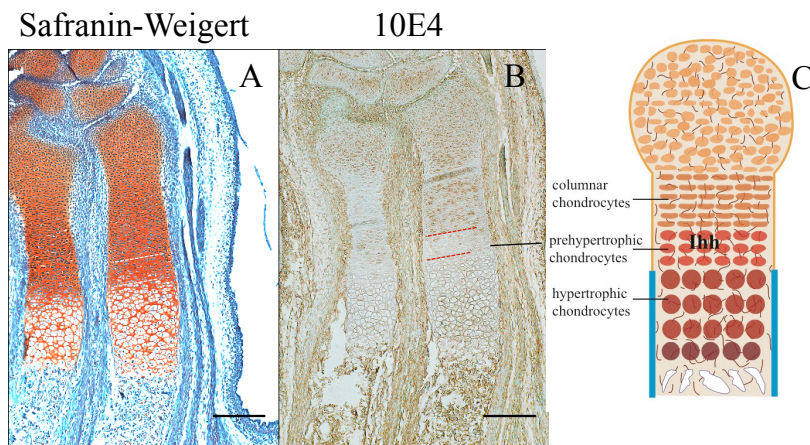 Safranin-Weigert
10E4
A
B
C
columnar
chondrocytes
prehypertrophic
chondrocytes
Ihh
hypertrophic
chondrocytes